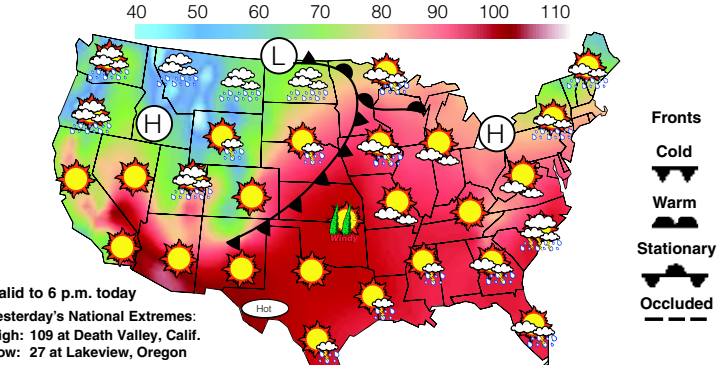 40 50 60 70 80 90 100 110
L
H
H
Fronts
Cold
Warm
Stationary
Occluded
Windy
Hot
alid to 6 p.m. today
esterday's National Extremes:
igh: 109 at Death Valley, Calif.
ow: 27 at Lakeview, Oregon